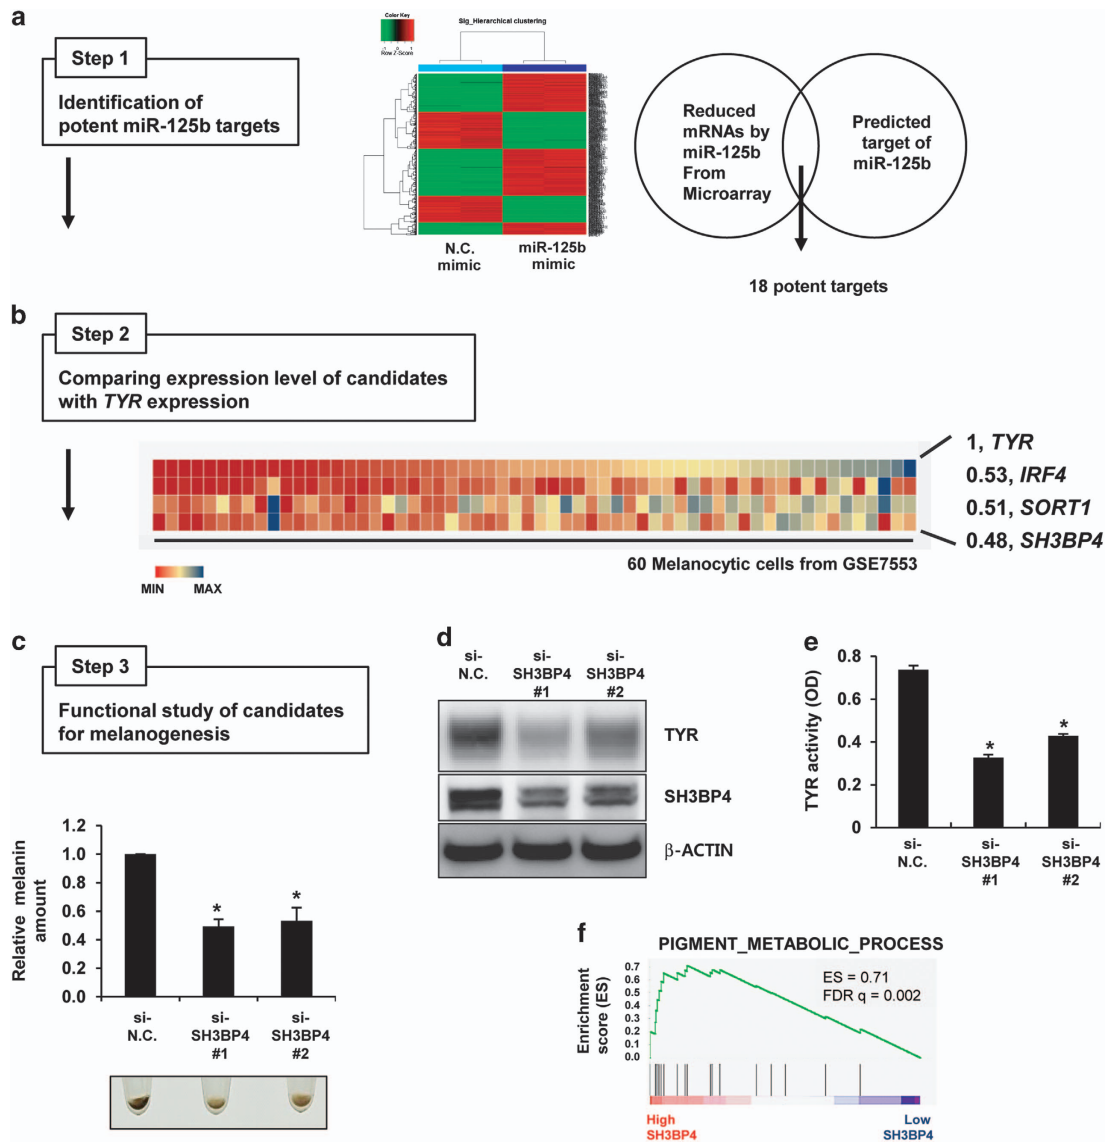 a
Step 1
Identification of
potent miR-125b targets
Color Key
-1 0 1
Row Z-Score
Sig_Hierarchical clustering
N.C.
mimic
miR-125b
mimic
Reduced
mRNAs by
miR-125b
From
Microarray
Predicted
target of
miR-125b
18 potent targets
b
Step 2
Comparing expression level of candidates
with TYR expression
1, TYR
0.53, IRF4
0.51, SORT1
0.48, SH3BP4
60 Melanocytic cells from GSE7553
MIN MAX
c
Step 3
Functional study of candidates
for melanogenesis
Relative melanin
amount
1.2
1.0
0.8
0.6
0.4
0.2
0.0
* *
si-
N.C.
si-
SH3BP4
#1
si-
SH3BP4
#2
d
si-
N.C.
si-
SH3BP4
#1
si-
SH3BP4
#2
TYR
SH3BP4
β-ACTIN
e
TYR activity (OD)
0.8
0.6
0.4
0.2
0
* *
si-
N.C.
si-
SH3BP4
#1
si-
SH3BP4
#2
f
PIGMENT_METABOLIC_PROCESS
Enrichment
score (ES)
0.7
0.6
0.5
0.4
0.3
0.2
0.1
0.0
ES = 0.71
FDR q = 0.002
High
SH3BP4
Low
SH3BP4